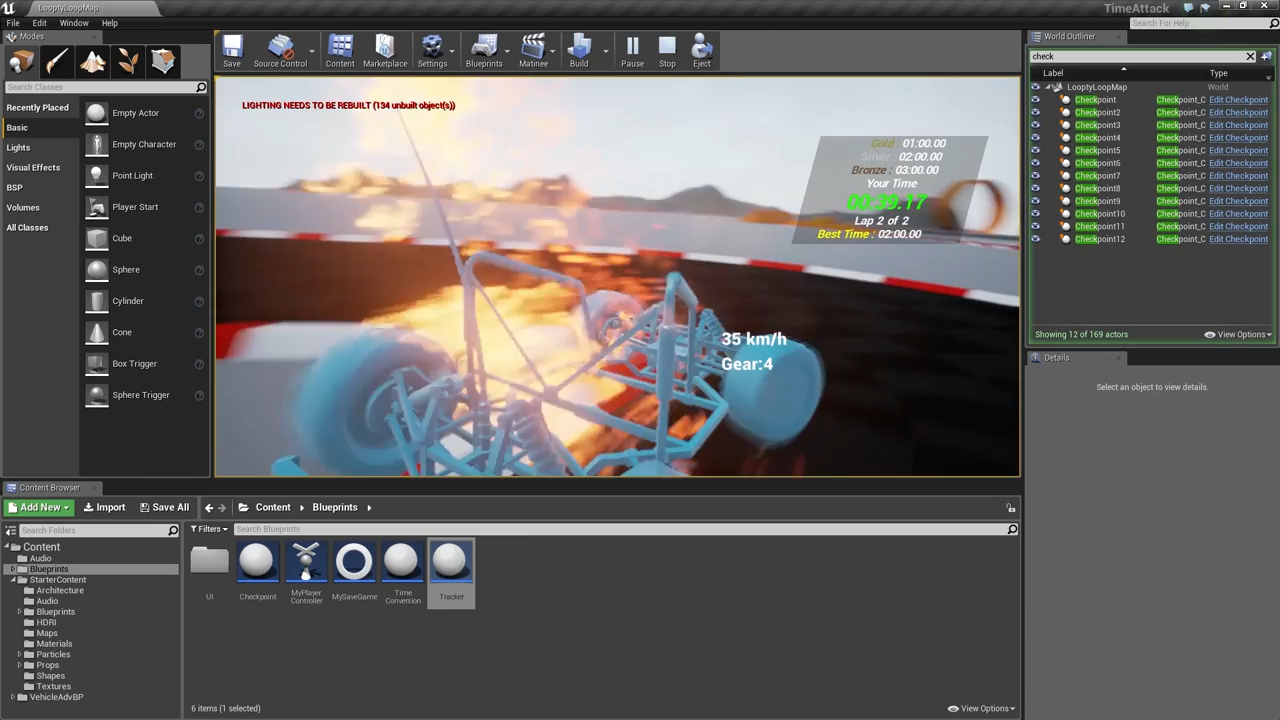 LooptyLoopMap
TimeAttack
File Edit Window Help
Search For Help
Modes
Search Classes
Recently Placed
Basic
Lights
Visual Effects
BSP
Volumes
All Classes
Empty Actor
Empty Character
Point Light
Player Start
Cube
Sphere
Cylinder
Cone
Box Trigger
Sphere Trigger
Save
Source Control
Content
Marketplace
Settings
Blueprints
Matinee
Build
Pause
Stop
Eject
LIGHTING NEEDS TO BE REBUILT (134 unbuilt object(s))
Gold : 01:00.00
Silver : 02:00.00
Bronze : 03:00.00
Your Time
00:39.17
Lap 2 of 2
Best Time : 02:00.00
35 km/h
Gear:4
World Outliner
check
Label Type
LooptyLoopMap World
Checkpoint Checkpoint_C Edit Checkpoint
Checkpoint2 Checkpoint_C Edit Checkpoint
Checkpoint3 Checkpoint_C Edit Checkpoint
Checkpoint4 Checkpoint_C Edit Checkpoint
Checkpoint5 Checkpoint_C Edit Checkpoint
Checkpoint6 Checkpoint_C Edit Checkpoint
Checkpoint7 Checkpoint_C Edit Checkpoint
Checkpoint8 Checkpoint_C Edit Checkpoint
Checkpoint9 Checkpoint_C Edit Checkpoint
Checkpoint10 Checkpoint_C Edit Checkpoint
Checkpoint11 Checkpoint_C Edit Checkpoint
Checkpoint12 Checkpoint_C Edit Checkpoint
Showing 12 of 169 actors
View Options
Details
Select an object to view details.
Content Browser
Add New
Import
Save All
Content
Blueprints
Search Folders
Filters
Search Blueprints
Content
Audio
Blueprints
StarterContent
Architecture
Audio
Blueprints
HDRI
Maps
Materials
Particles
Props
Shapes
Textures
VehicleAdvBP
UI
Checkpoint
MyPlayer
Controller
MySaveGame
Time
Conversion
Tracker
6 items (1 selected)
View Options